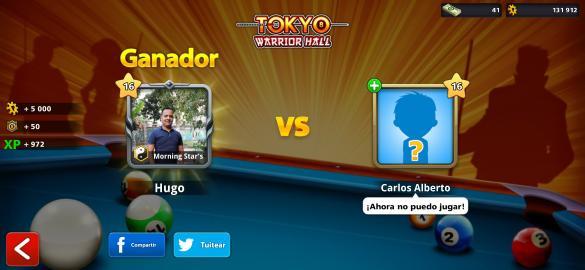 TOKYO
WARRIOR HALL
41
131 912
Ganador
16
16
+ 5 000
+ 50
XP + 972
Morning Star's
VS
?
Hugo
Carlos Alberto
¡Ahora no puedo jugar!
f Compartir
Tuitear
2